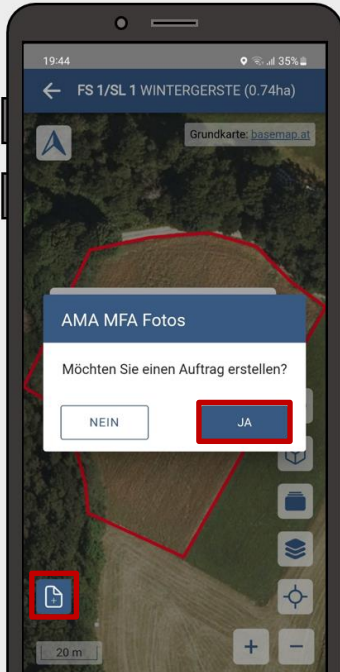 19:44
35%
FS 1/SL 1 WINTERGERSTE (0.74ha)
Grundkarte: basemap.at
AMA MFA Fotos
Möchten Sie einen Auftrag erstellen?
NEIN
JA
20 m
+
−